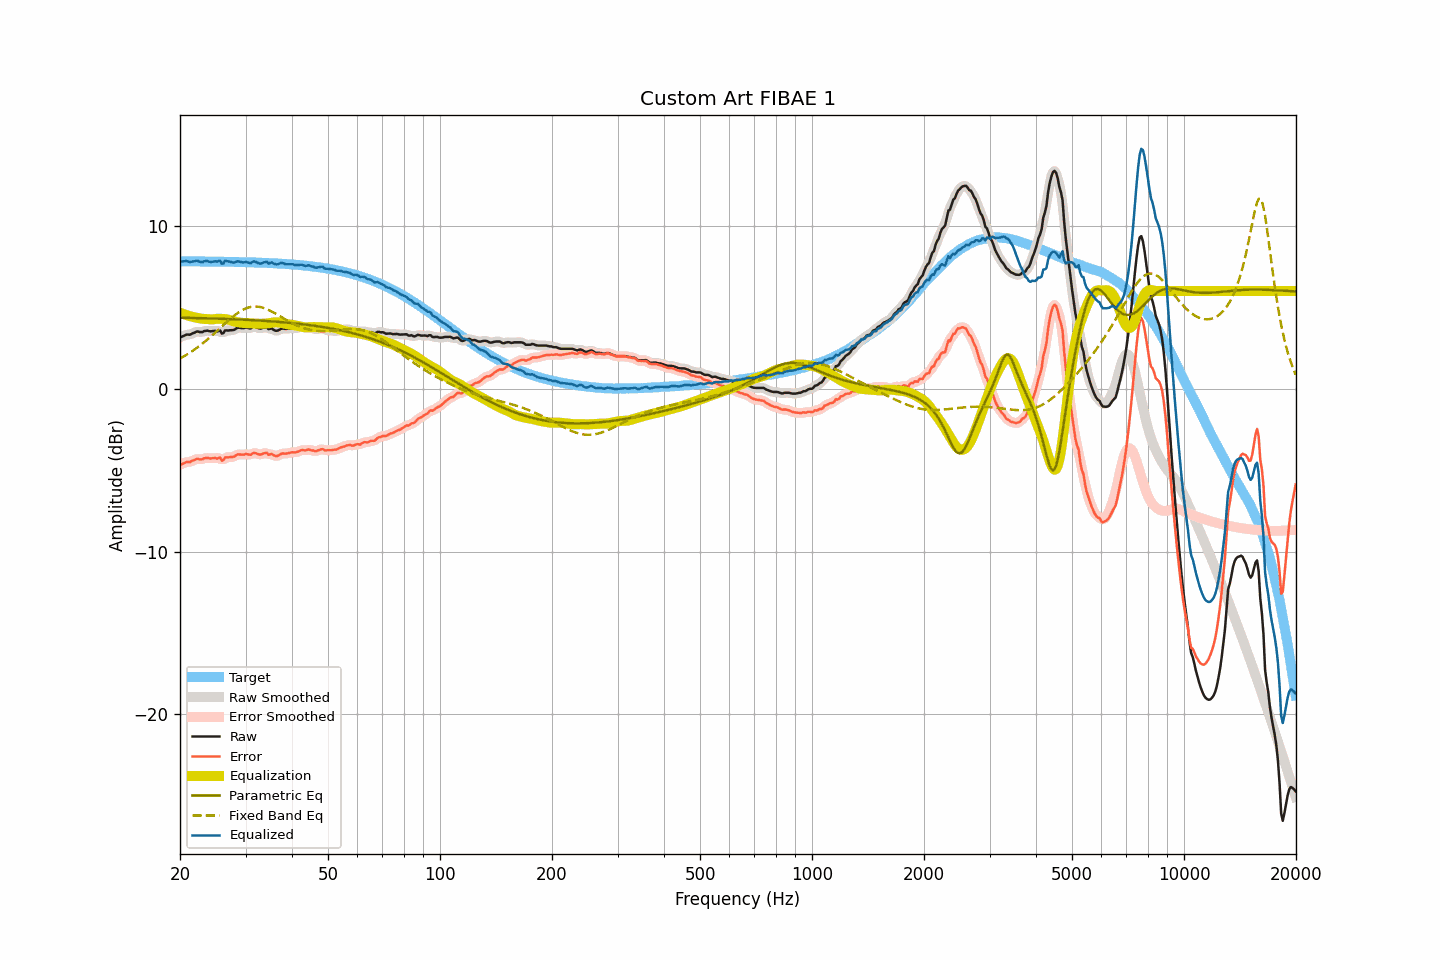 Custom Art FIBAE 1
Amplitude (dBr)
10
0
−10
−20
Target
Raw Smoothed
Error Smoothed
Raw
Error
Equalization
Parametric Eq
Fixed Band Eq
Equalized
20 50 100 200 500 1000 2000 5000 10000 20000
Frequency (Hz)